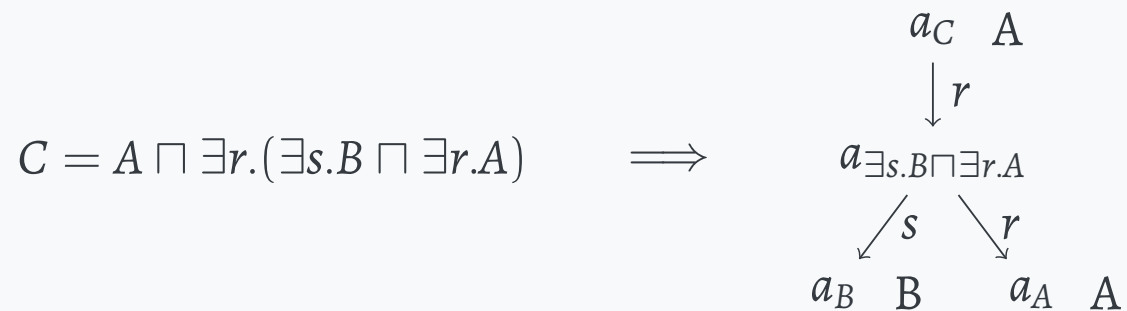 a_C A
r
C = A ⊓ ∃r.(∃s.B ⊓ ∃r.A) ⟹ a_{∃s.B⊓∃r.A}
s r
a_B B a_A A